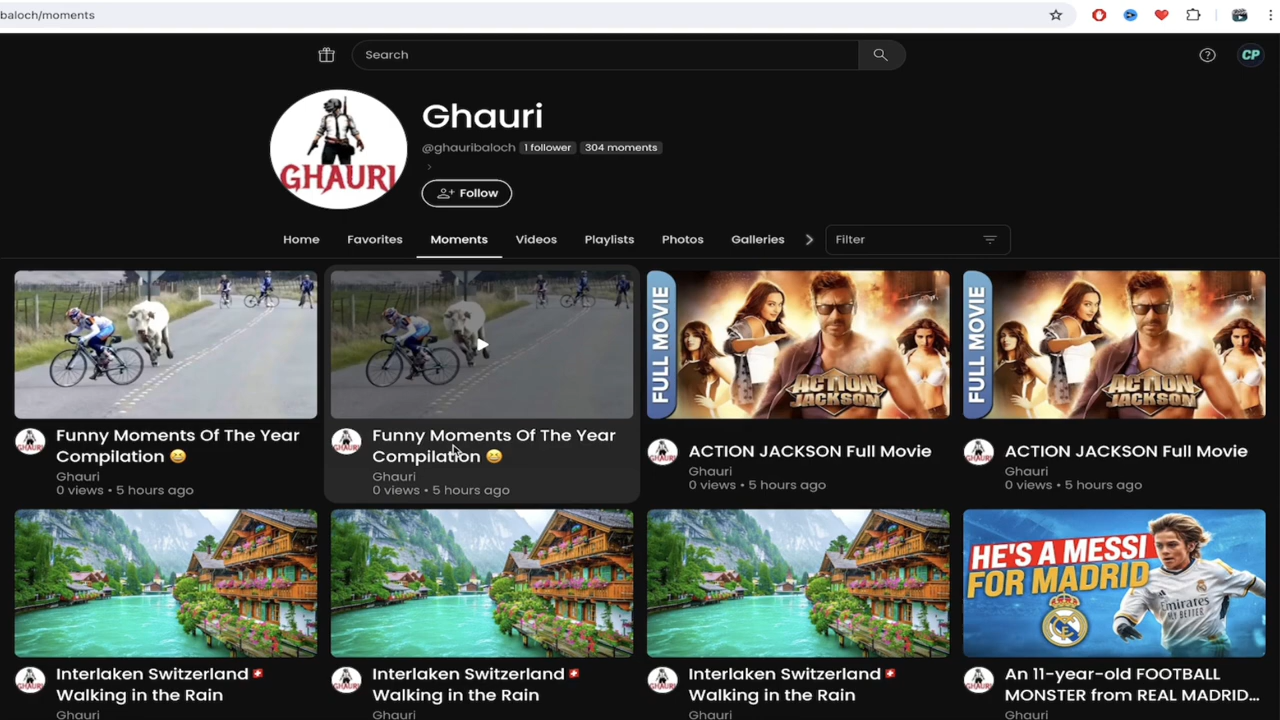 baloch/moments
Search
CP
GHAURI
Ghauri
@ghauribaloch 1 follower 304 moments
Follow
Home Favorites Moments Videos Playlists Photos Galleries Filter
FULL MOVIE
ACTION JACKSON
FULL MOVIE
ACTION JACKSON
Funny Moments Of The Year
Compilation 😆
Ghauri
0 views • 5 hours ago
Funny Moments Of The Year
Compilation 😆
Ghauri
0 views • 5 hours ago
ACTION JACKSON Full Movie
Ghauri
0 views • 5 hours ago
ACTION JACKSON Full Movie
Ghauri
0 views • 5 hours ago
HE'S A MESSI
FOR MADRID
Emirates
FLY BETTER
Interlaken Switzerland🇨🇭
Walking in the Rain
Ghauri
Interlaken Switzerland🇨🇭
Walking in the Rain
Ghauri
Interlaken Switzerland🇨🇭
Walking in the Rain
Ghauri
An 11-year-old FOOTBALL
MONSTER from REAL MADRID...
Ghauri